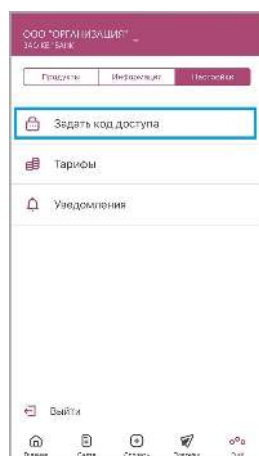 ООО "ОРГАНИЗАЦИЯ"
Продукты Информация Настройки
Задать код доступа
Тарифы
Уведомления
Выйти